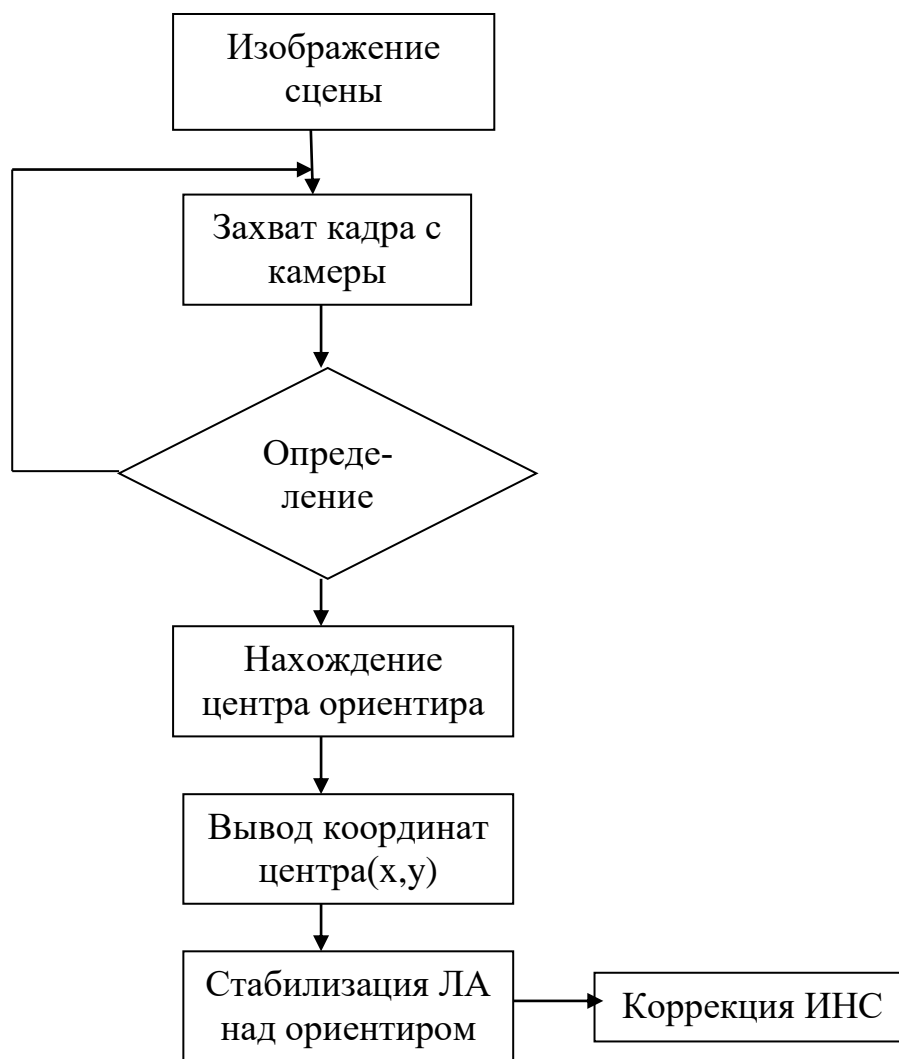 Изображение
сцены
Захват кадра с
камеры
Опреде-
ление
Нахождение
центра ориентира
Вывод координат
центра(x,y)
Стабилизация ЛА
над ориентиром
Коррекция ИНС